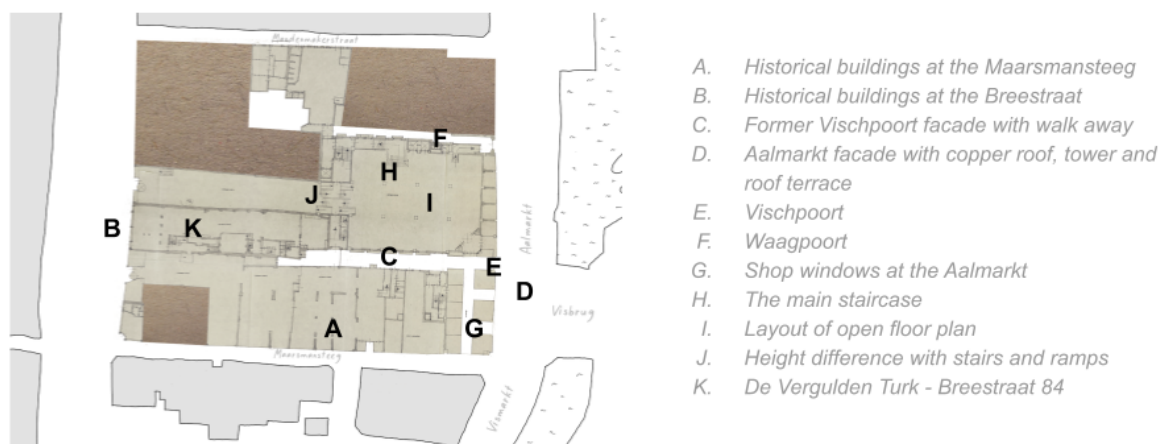 F
H
J
I
B
K
C
E
D
A
G
Aalmarkt
Visbrug
Maarsmansteeg
Vismarkt
A. Historical buildings at the Maarsmansteeg
B. Historical buildings at the Breestraat
C. Former Vischpoort facade with walk away
D. Aalmarkt facade with copper roof, tower and
roof terrace
E. Vischpoort
F. Waagpoort
G. Shop windows at the Aalmarkt
H. The main staircase
I. Layout of open floor plan
J. Height difference with stairs and ramps
K. De Vergulden Turk - Breestraat 84